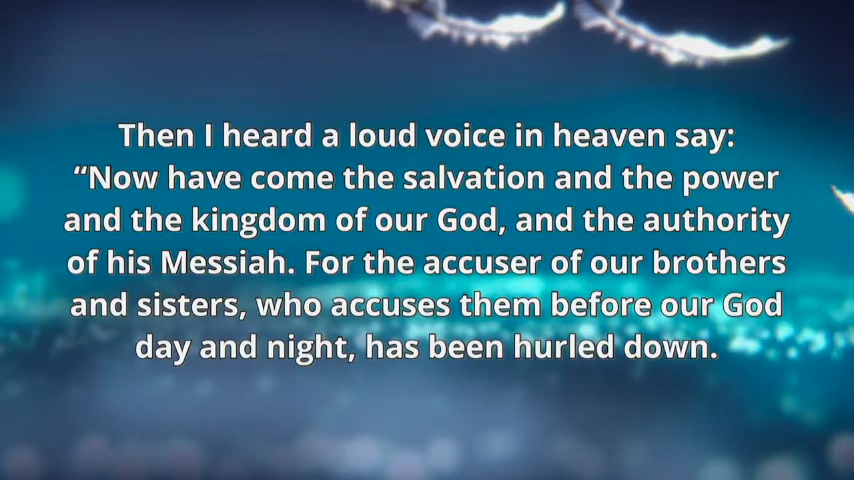 Then I heard a loud voice in heaven say:
“Now have come the salvation and the power
and the kingdom of our God, and the authority
of his Messiah. For the accuser of our brothers
and sisters, who accuses them before our God
day and night, has been hurled down.